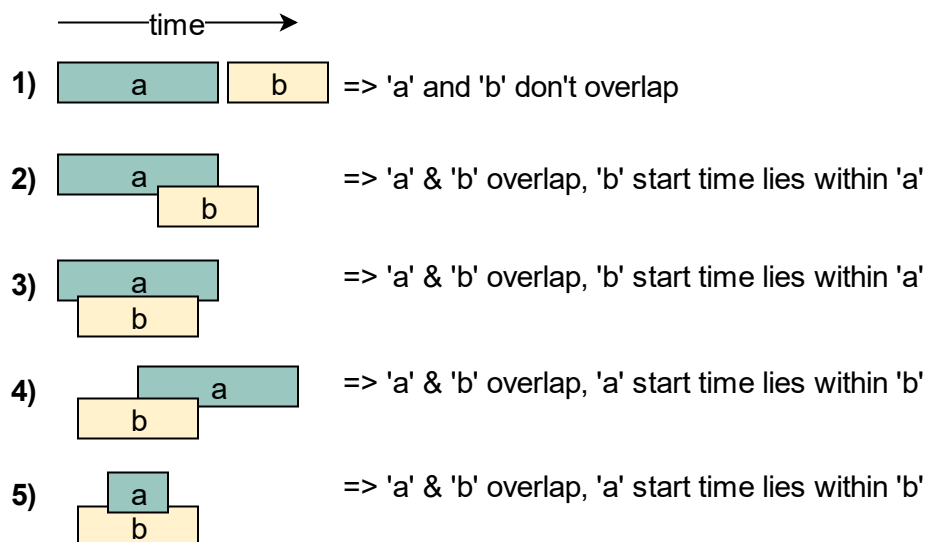 time
1) a b => 'a' and 'b' don't overlap
2) a b => 'a' & 'b' overlap, 'b' start time lies within 'a'
3) a b => 'a' & 'b' overlap, 'b' start time lies within 'a'
4) a b => 'a' & 'b' overlap, 'a' start time lies within 'b'
5) a b => 'a' & 'b' overlap, 'a' start time lies within 'b'